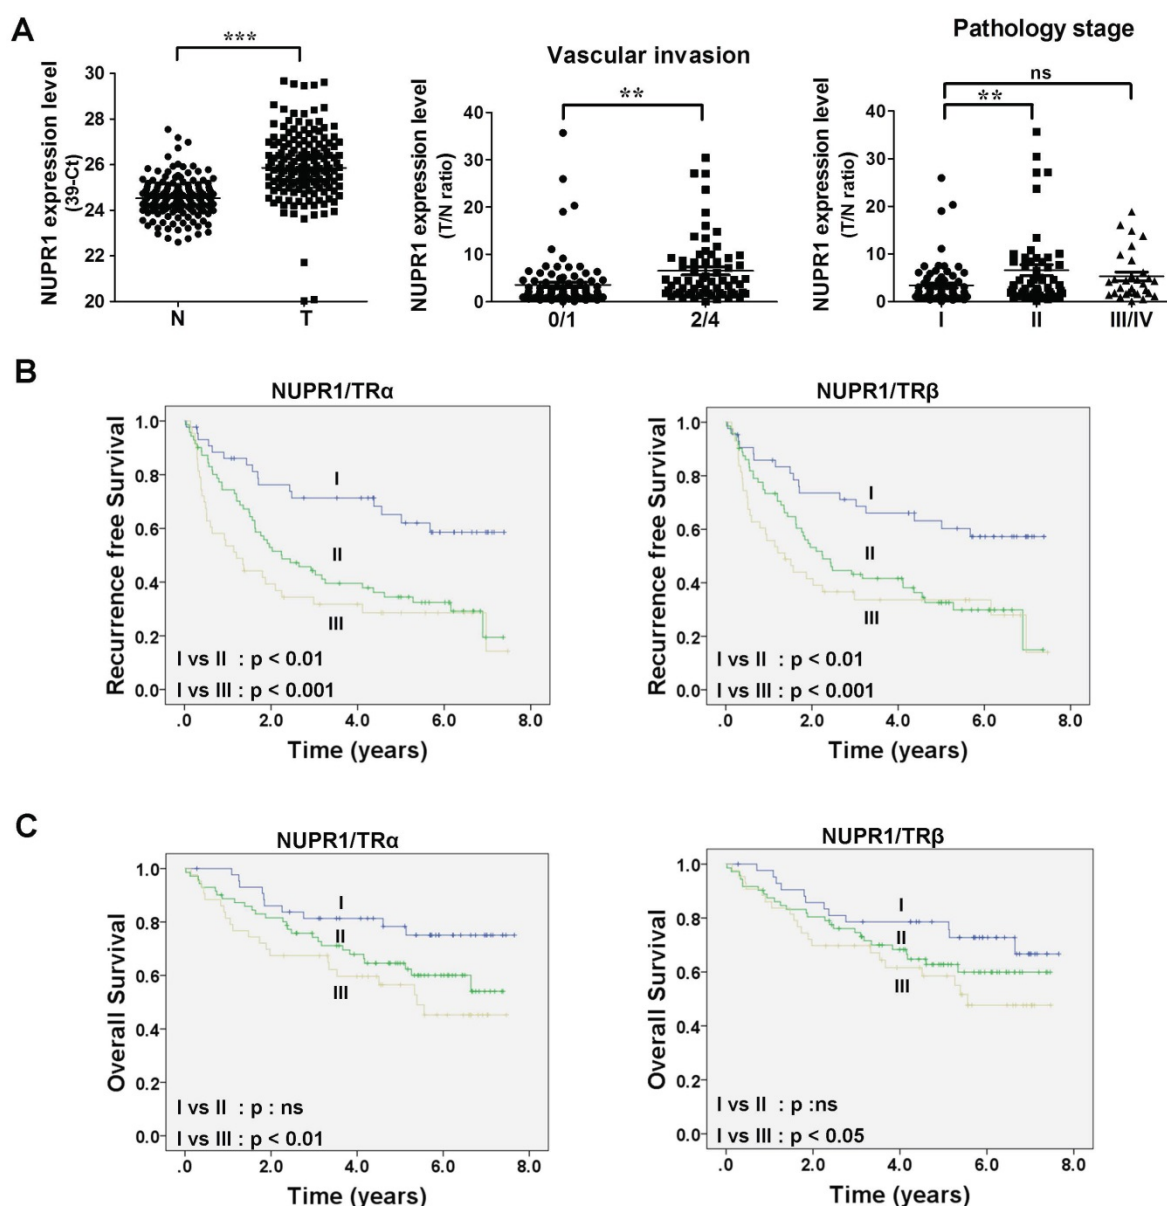 A
NUPR1 expression level
(39-Ct)
30
28
26
24
22
20
***
N
T
Vascular invasion
NUPR1 expression level
(T/N ratio)
40
30
20
10
0
**
0/1
2/4
Pathology stage
NUPR1 expression level
(T/N ratio)
40
30
20
10
0
ns
**
I
II
III/IV
B
NUPR1/TRα
Recurrence free Survival
1.0
0.8
0.6
0.4
0.2
0.0
I
II
III
I vs II : p < 0.01
I vs III : p < 0.001
.0 2.0 4.0 6.0 8.0
Time (years)
NUPR1/TRβ
Recurrence free Survival
1.0
0.8
0.6
0.4
0.2
0.0
I
II
III
I vs II : p < 0.01
I vs III : p < 0.001
.0 2.0 4.0 6.0 8.0
Time (years)
C
NUPR1/TRα
Overall Survival
1.0
0.8
0.6
0.4
0.2
0.0
I
II
III
I vs II : p : ns
I vs III : p < 0.01
.0 2.0 4.0 6.0 8.0
Time (years)
NUPR1/TRβ
Overall Survival
1.0
0.8
0.6
0.4
0.2
0.0
I
II
III
I vs II : p :ns
I vs III : p < 0.05
.0 2.0 4.0 6.0 8.0
Time (years)